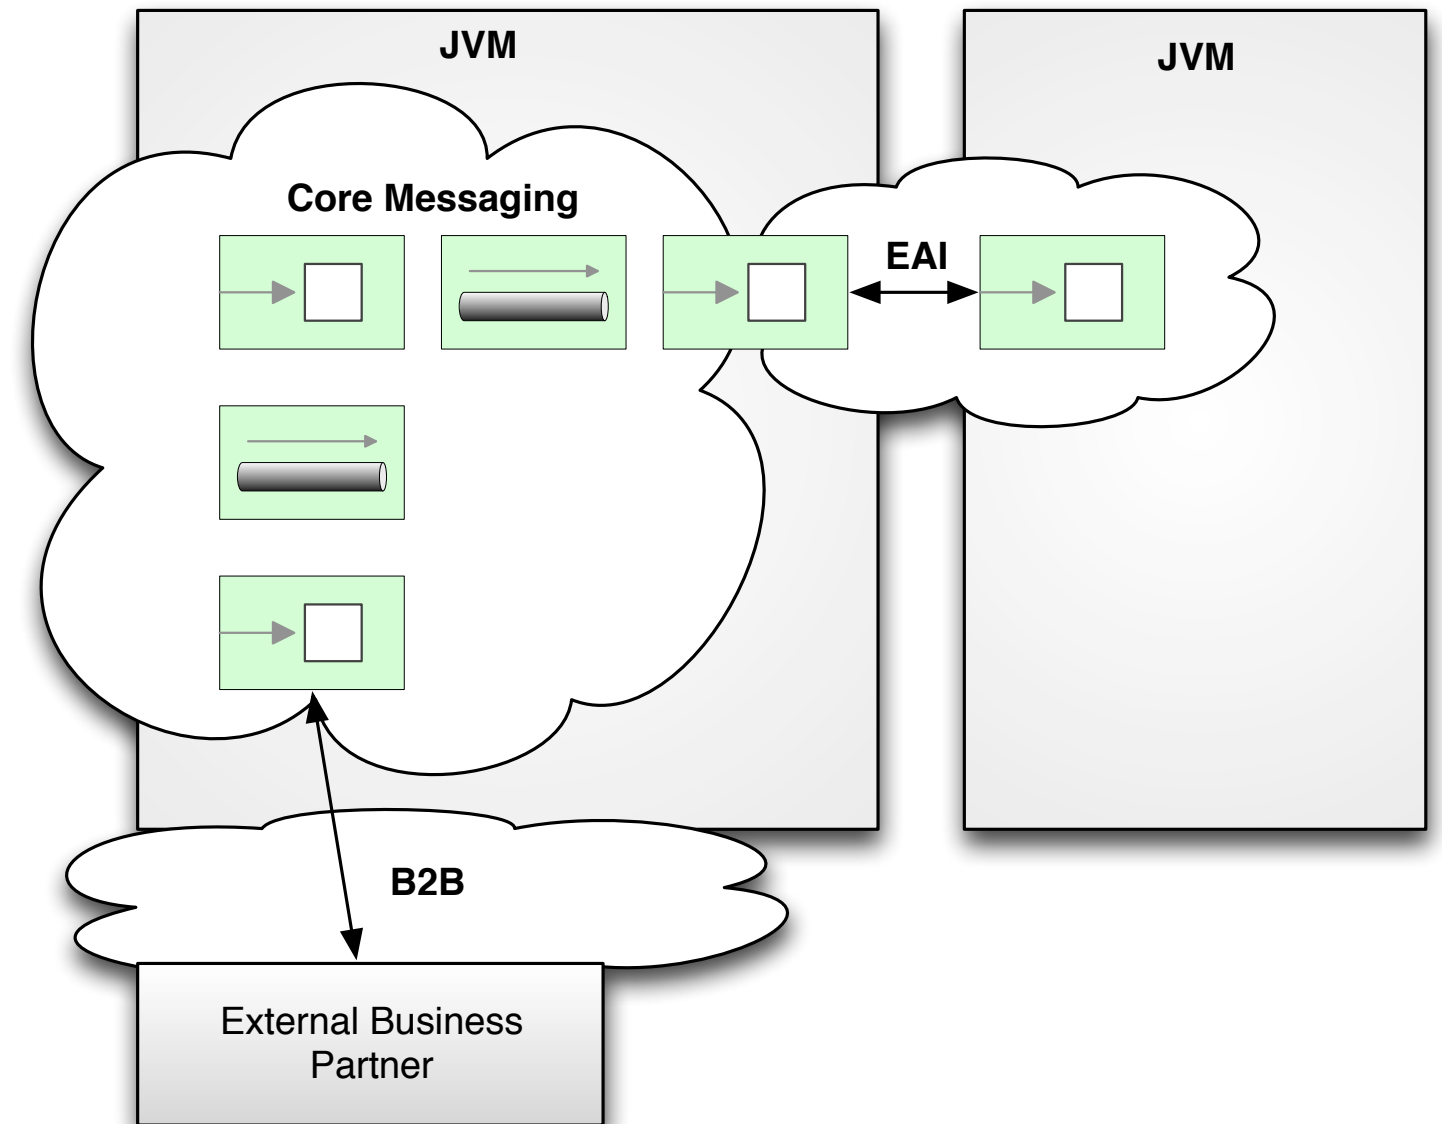 JVM
JVM
Core Messaging
EAI
B2B
External Business
Partner